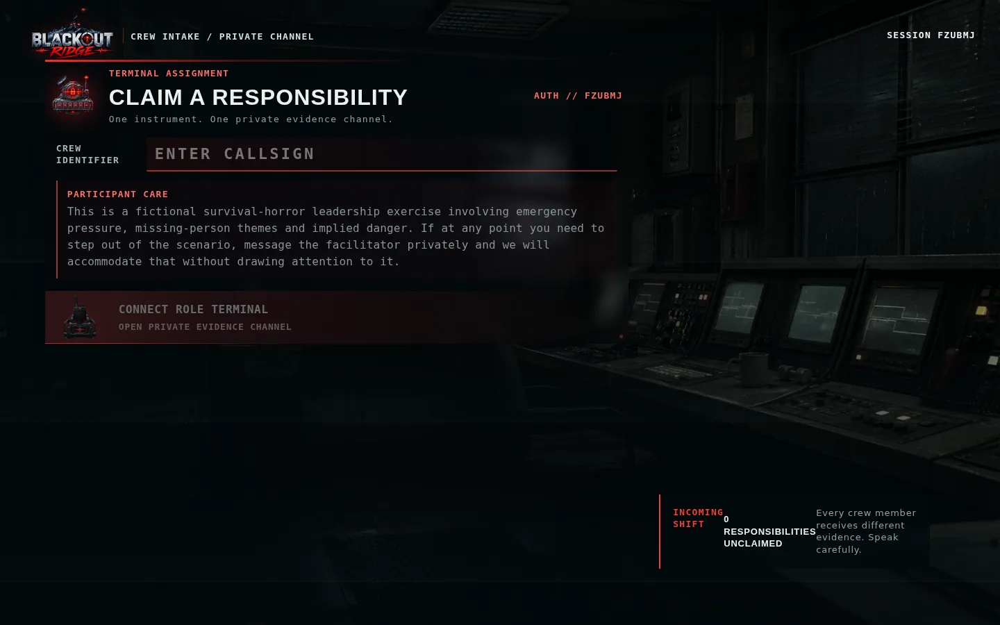 BLACKOUT
RIDGE
CREW INTAKE / PRIVATE CHANNEL
SESSION FZUBMJ
TERMINAL ASSIGNMENT
CLAIM A RESPONSIBILITY
AUTH // FZUBMJ
One instrument. One private evidence channel.
CREW
IDENTIFIER
ENTER CALLSIGN
PARTICIPANT CARE
This is a fictional survival-horror leadership exercise involving emergency
pressure, missing-person themes and implied danger. If at any point you need to
step out of the scenario, message the facilitator privately and we will
accommodate that without drawing attention to it.
CONNECT ROLE TERMINAL
OPEN PRIVATE EVIDENCE CHANNEL
INCOMING
SHIFT
0
RESPONSIBILITIES
UNCLAIMED
Every crew member
receives different
evidence. Speak
carefully.